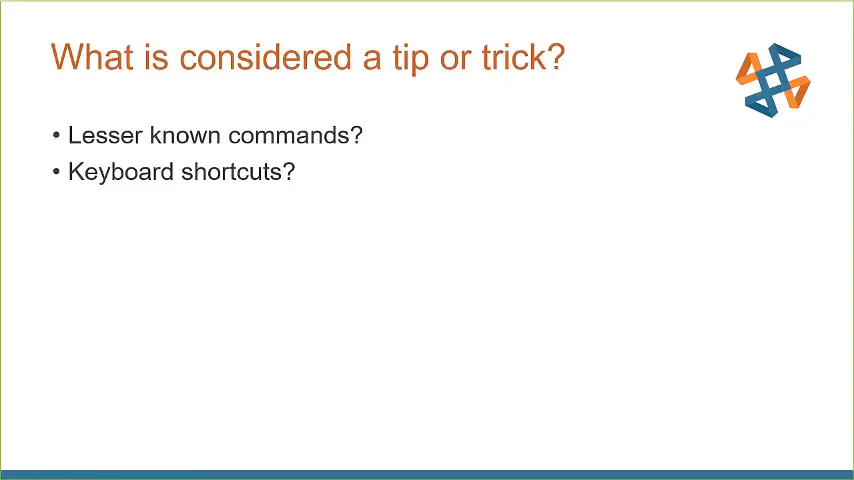 What is considered a tip or trick?
• Lesser known commands?
• Keyboard shortcuts?